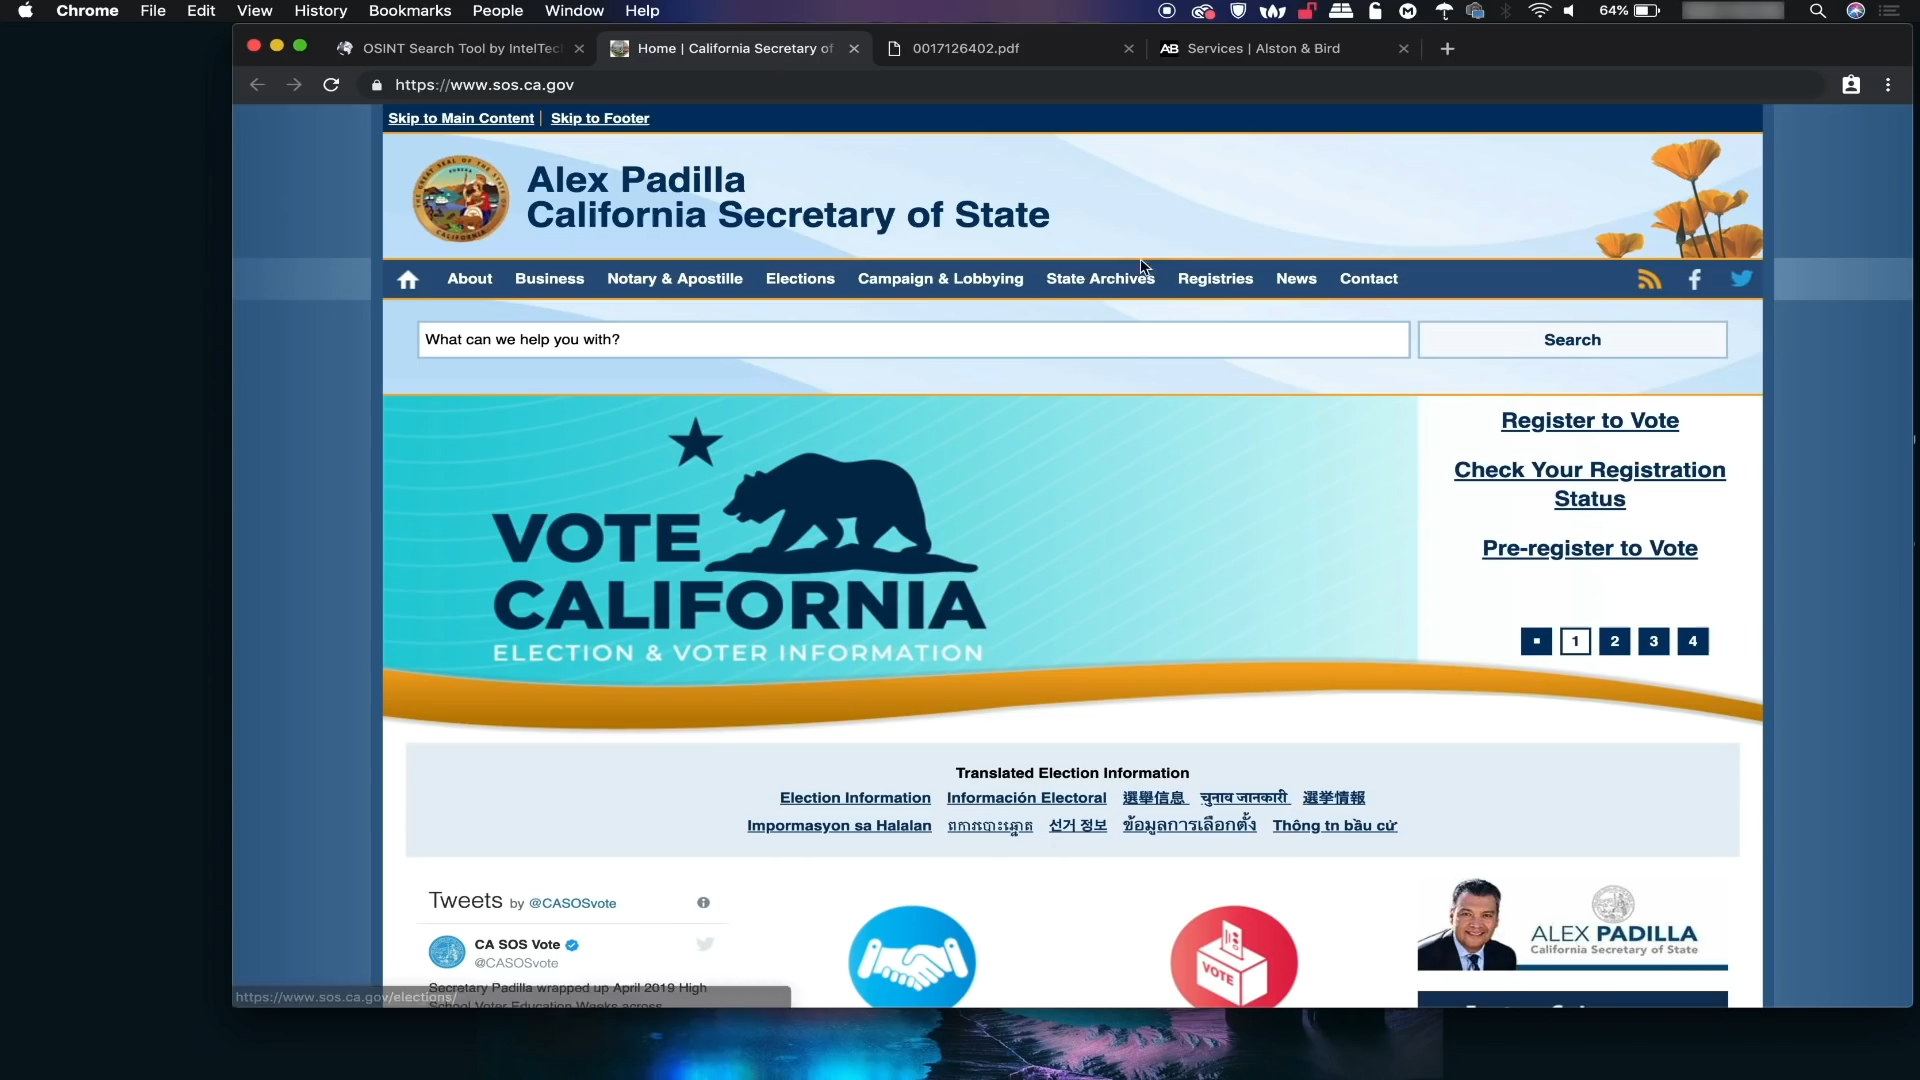 Chrome File Edit View History Bookmarks People Window Help 64%
OSINT Search Tool by IntelTec
Home | California Secretary of
0017126402.pdf
AB Services | Alston & Bird
https://www.sos.ca.gov
Skip to Main Content | Skip to Footer
Alex Padilla
California Secretary of State
About Business Notary & Apostille Elections Campaign & Lobbying State Archives Registries News Contact
What can we help you with?
Search
VOTE
CALIFORNIA
ELECTION & VOTER INFORMATION
Register to Vote
Check Your Registration
Status
Pre-register to Vote
1 2 3 4
Translated Election Information
Election Information Información Electoral 選舉信息 चुनाव जानकारी 選挙情報
Impormasyon sa Halalan ពការបោះឆ្នោត 선거 정보 ข้อมูลการเลือกตั้ง Thông tn bầu cử
Tweets by @CASOSvote
CA SOS Vote
@CASOSvote
Secretary Padilla wrapped up April 2019 High
School Voter Education Weeks across
VOTE
ALEX PADILLA
California Secretary of State
https://www.sos.ca.gov/elections/